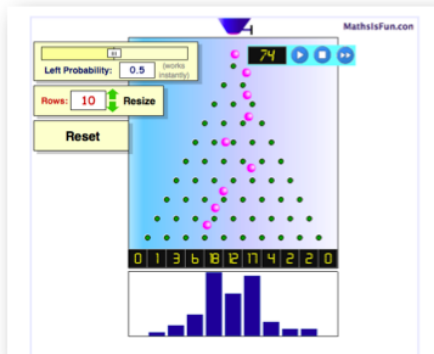 MathsIsFun.con
Left Probability: 0.5 (works instantly)
74
Rows: 10 Resize
Reset
0 1 3 6 18 12 17 4 2 2 0